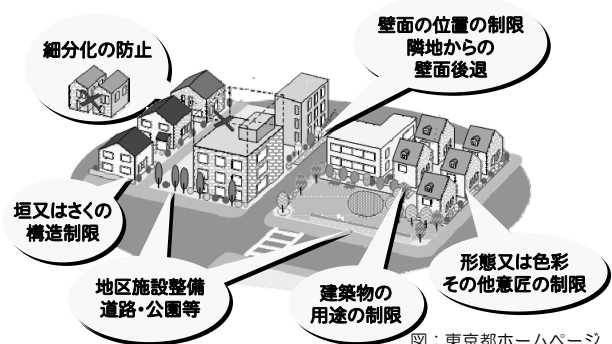 細分化の防止
壁面の位置の制限
隣地からの
壁面後退
垣又はさくの
構造制限
地区施設整備
道路・公園等
建築物の
用途の制限
形態又は色彩
その他意匠の制限
図：東京都ホームページ